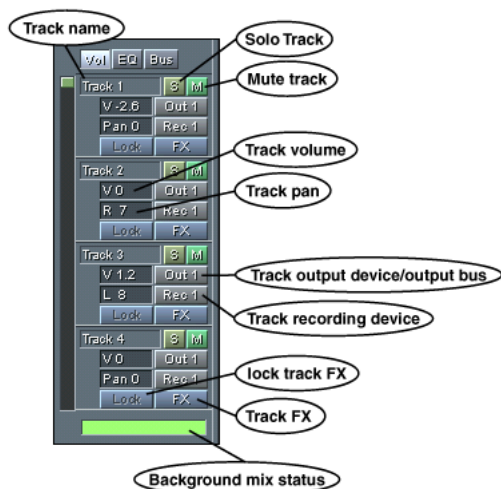 Track name
Solo Track
Vol EQ Bus
Mute track
Track 1 S M
V -2.6 Out 1
Pan 0 Rec 1
Lock FX
Track volume
Track 2 S M
V 0 Out 1
Track pan
R 7 Rec 1
Lock FX
Track 3 S M
V 1.2 Out 1
Track output device/output bus
L 8 Rec 1
Track recording device
Lock FX
Track 4 S M
V 0 Out 1
lock track FX
Pan 0 Rec 1
Lock FX
Track FX
Background mix status